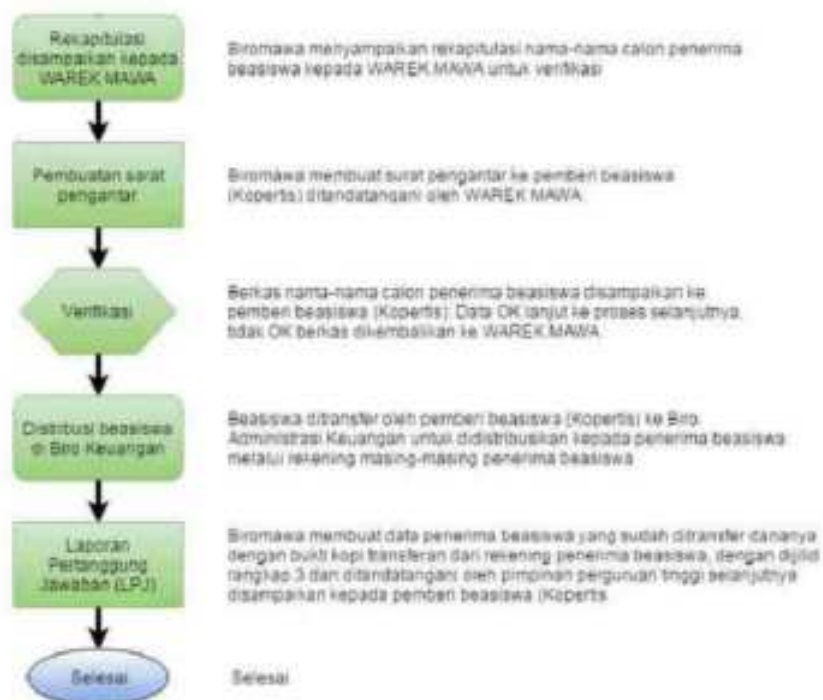 Rekapitulasi
disampaikan kepada
WAREK MAWA
Biromawa menyampaikan rekapitulasi nama-nama calon penerima
beasiswa kepada WAREK MAWA untuk verifikasi
Pembuatan sarat
pengantar
Biromawa membuat surat pengantar ke pemberi beasiswa
(Kopertis) ditandatangani oleh WAREK MAWA
Verifikasi
Berkas nama-nama calon penerima beasiswa disampaikan ke
pemberi beasiswa (Kopertis). Data OK lanjut ke proses selanjutnya,
tidak OK berkas dikembalikan ke WAREK MAWA
Distribusi beasiswa
di Biro Keuangan
Beasiswa ditransfer oleh pemberi beasiswa (Kopertis) ke Biro
Administrasi Keuangan untuk didistribusikan kepada penerima beasiswa
melalui rekening masing-masing penerima beasiswa
Laporan
Pertanggung
Jawaban (LPJ)
Biromawa membuat data penerima beasiswa yang sudah ditransfer dananya
dengan bukti kopi transferan dari rekening penerima beasiswa, dengan dijilid
rangkap 3 dan ditandatangani oleh pimpinan perguruan tinggi selanjutnya
disampaikan kepada pemberi beasiswa (Kopertis
Selesai
Selesai